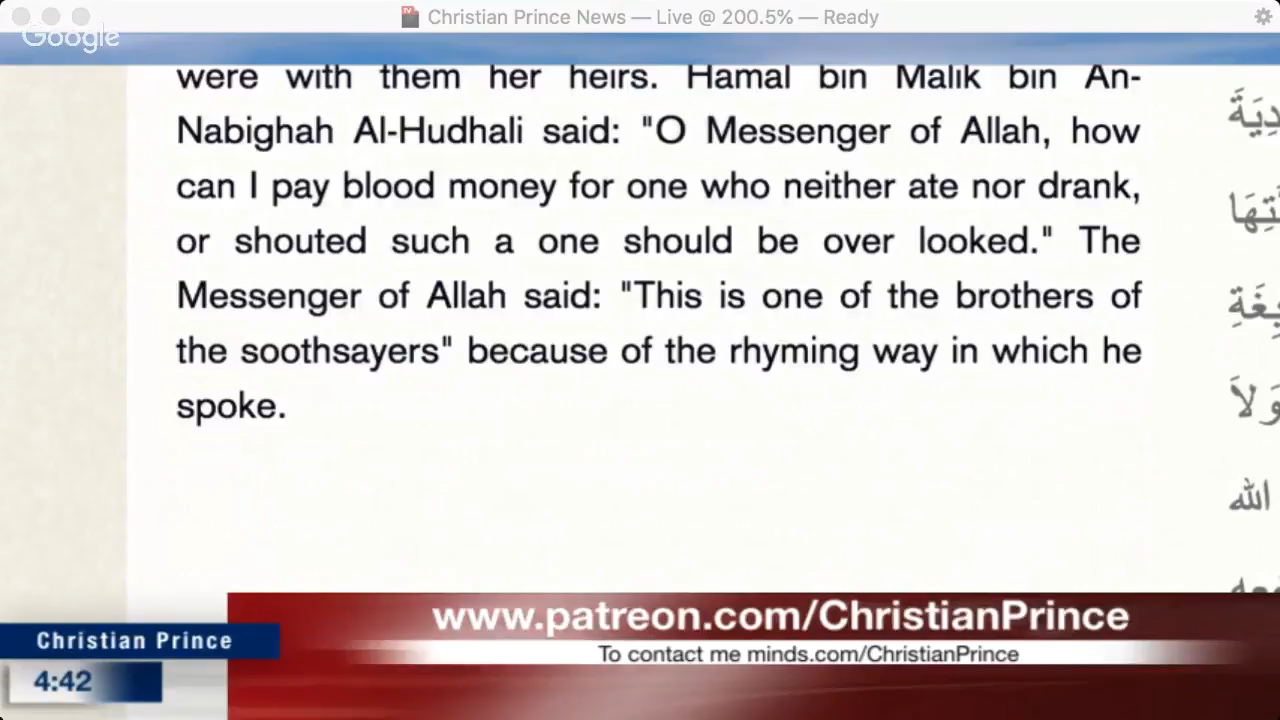 Christian Prince News — Live @ 200.5% — Ready
Google
were with them her heirs. Hamal bin Malik bin An-
Nabighah Al-Hudhali said: "O Messenger of Allah, how
can I pay blood money for one who neither ate nor drank,
or shouted such a one should be over looked." The
Messenger of Allah said: "This is one of the brothers of
the soothsayers" because of the rhyming way in which he
spoke.
الله
www.patreon.com/ChristianPrince
Christian Prince
To contact me minds.com/ChristianPrince
4:42